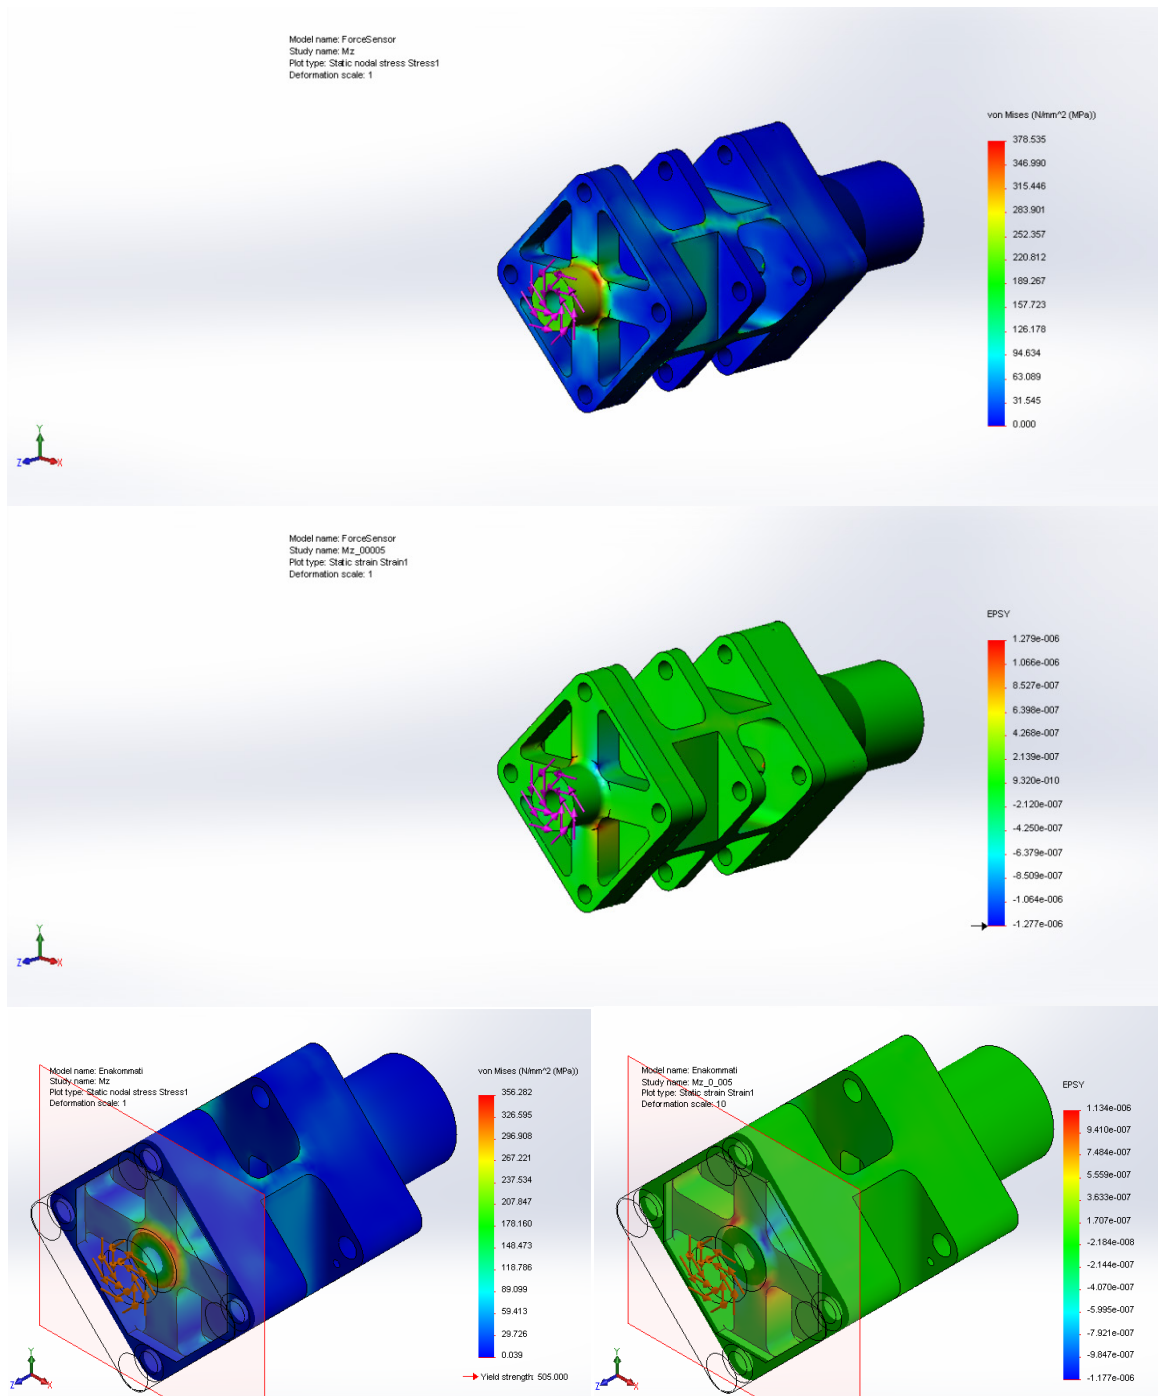 Model name: ForceSensor
Study name: Mz
Plot type: Static nodal stress Stress1
Deformation scale: 1
von Mises (N/mm^2 (MPa))
378.535
346.990
315.446
283.901
252.357
220.812
189.267
157.723
126.178
94.634
63.089
31.545
0.000
Y
Z
X
Model name: ForceSensor
Study name: Mz_00005
Plot type: Static strain Strain1
Deformation scale: 1
EPSY
1.279e-006
1.066e-006
8.527e-007
6.398e-007
4.268e-007
2.139e-007
9.320e-010
-2.120e-007
-4.250e-007
-6.379e-007
-8.509e-007
-1.064e-006
-1.277e-006
Y
Z
X
Model name: Enakommati
Study name: Mz
Plot type: Static nodal stress Stress1
Deformation scale: 1
von Mises (N/mm^2 (MPa))
356.282
326.595
296.908
267.221
237.534
207.847
178.160
148.473
118.786
89.099
59.413
29.726
0.039
Yield strength: 505.000
Y
Z
X
Model name: Enakommati
Study name: Mz_0_005
Plot type: Static strain Strain1
Deformation scale: 10
EPSY
1.134e-006
9.410e-007
7.484e-007
5.559e-007
3.633e-007
1.707e-007
-2.184e-008
-2.144e-007
-4.070e-007
-5.995e-007
-7.921e-007
-9.847e-007
-1.177e-006
Y
Z
X